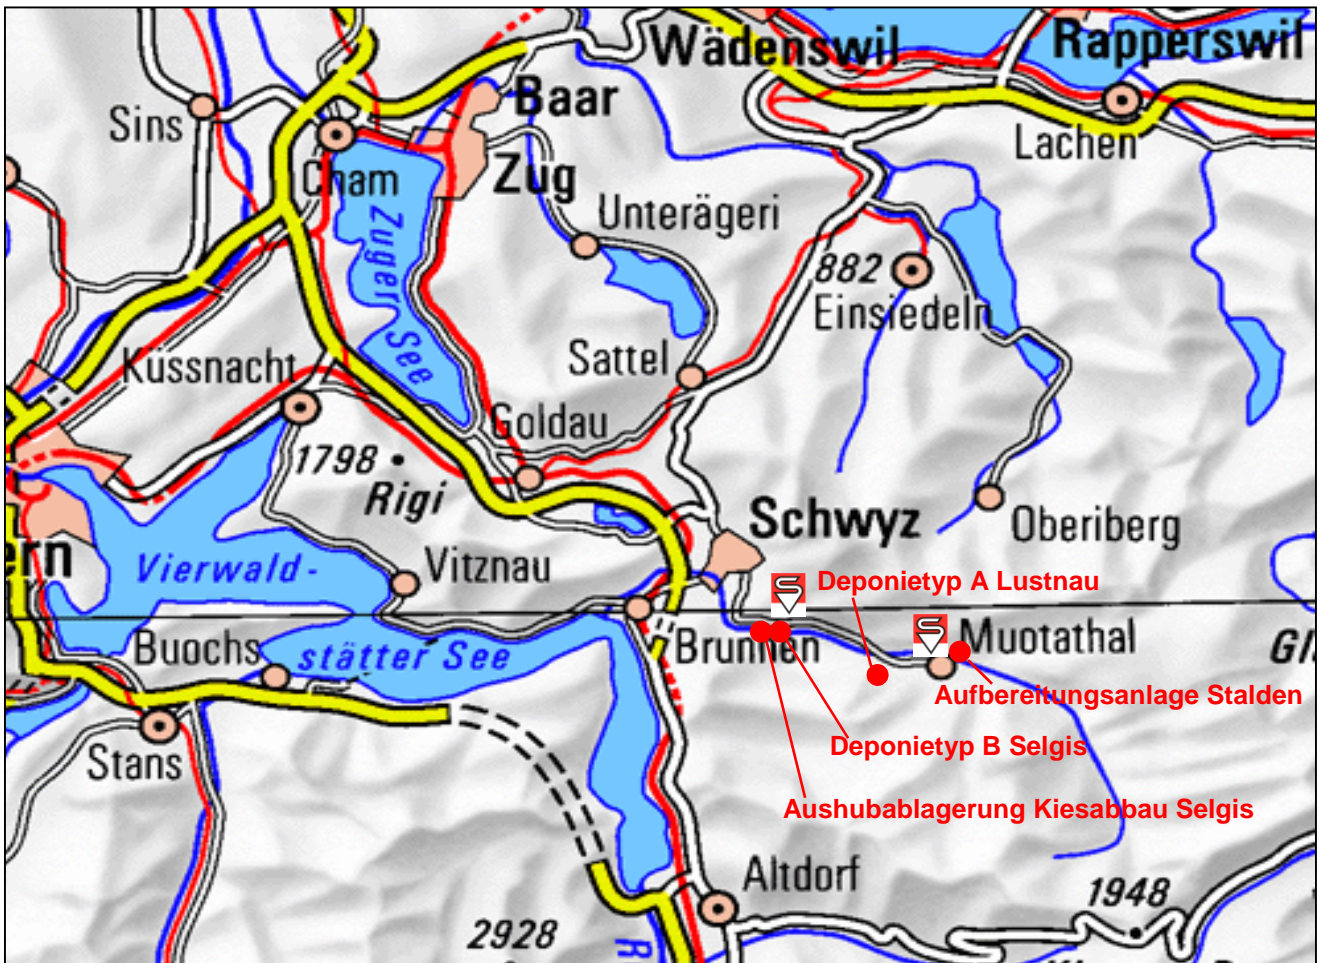 Wädenswil
Rapperswil
Baar
Sins
Lachen
Cham
Zug
Unterägeri
Zuger See
882
Einsiedeln
Küssnacht
Sattel
Goldau
1798
Rigi
Schwyz
Oberiberg
ern
Vierwald-
Vitznau
Deponietyp A Lustnau
Buochs
stätter See
Brunnen
Muotathal
Gl
Aufbereitungsanlage Stalden
Stans
Deponietyp B Selgis
Aushubablagerung Kiesabbau Selgis
Altdorf
1948
2928
R